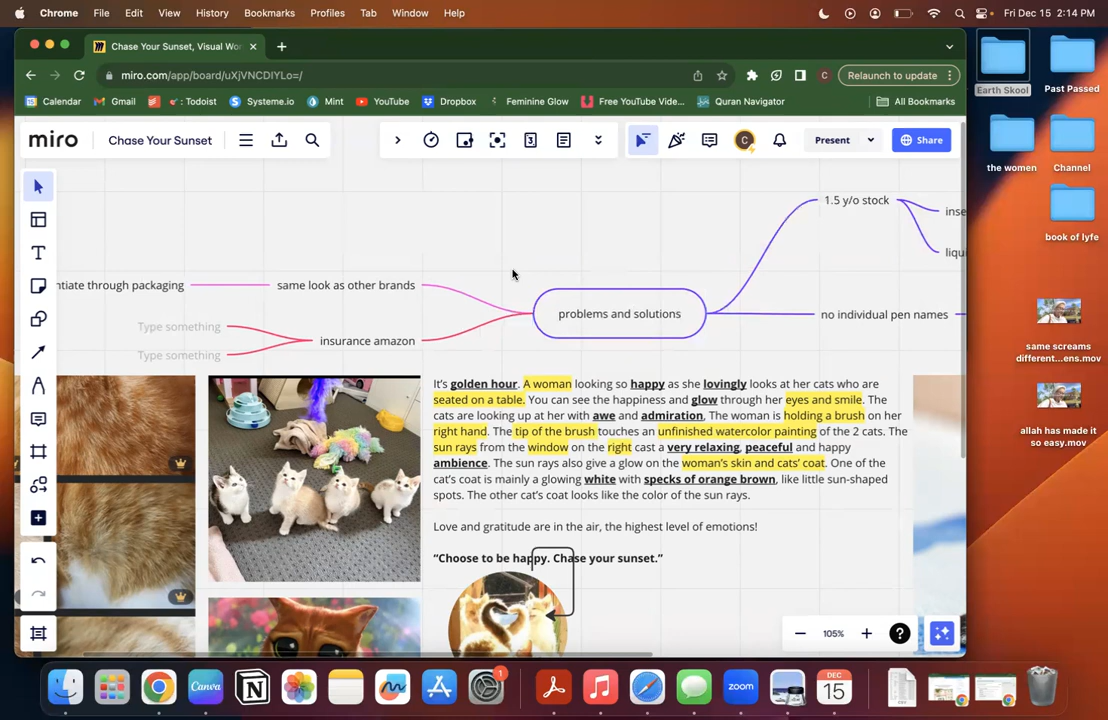 Chrome File Edit View History Bookmarks Profiles Tab Window Help Fri Dec 15 2:14 PM
Chase Your Sunset, Visual Wo
miro.com/app/board/uXjVNCDIYLo=/ C Relaunch to update
Calendar Gmail Todoist Systeme.io Mint YouTube Dropbox Feminine Glow Free YouTube Vide... Quran Navigator All Bookmarks
miro Chase Your Sunset 3 C Present Share
1.5 y/o stock
inse
liqui
ntiate through packaging same look as other brands
problems and solutions
no individual pen names
Type something
insurance amazon
Type something
It's golden hour. A woman looking so happy as she lovingly looks at her cats who are
seated on a table. You can see the happiness and glow through her eyes and smile. The
cats are looking up at her with awe and admiration. The woman is holding a brush on her
right hand. The tip of the brush touches an unfinished watercolor painting of the 2 cats. The
sun rays from the window on the right cast a very relaxing, peaceful and happy
ambience. The sun rays also give a glow on the woman's skin and cats' coat. One of the
cat's coat is mainly a glowing white with specks of orange brown, like little sun-shaped
spots. The other cat's coat looks like the color of the sun rays.
Love and gratitude are in the air, the highest level of emotions!
"Choose to be happy. Chase your sunset."
105%
Earth Skool
Past Passed
the women
Channel
book of lyfe
same screams
different...ens.mov
allah has made it
so easy.mov
Canva
1
zoom
DEC
15